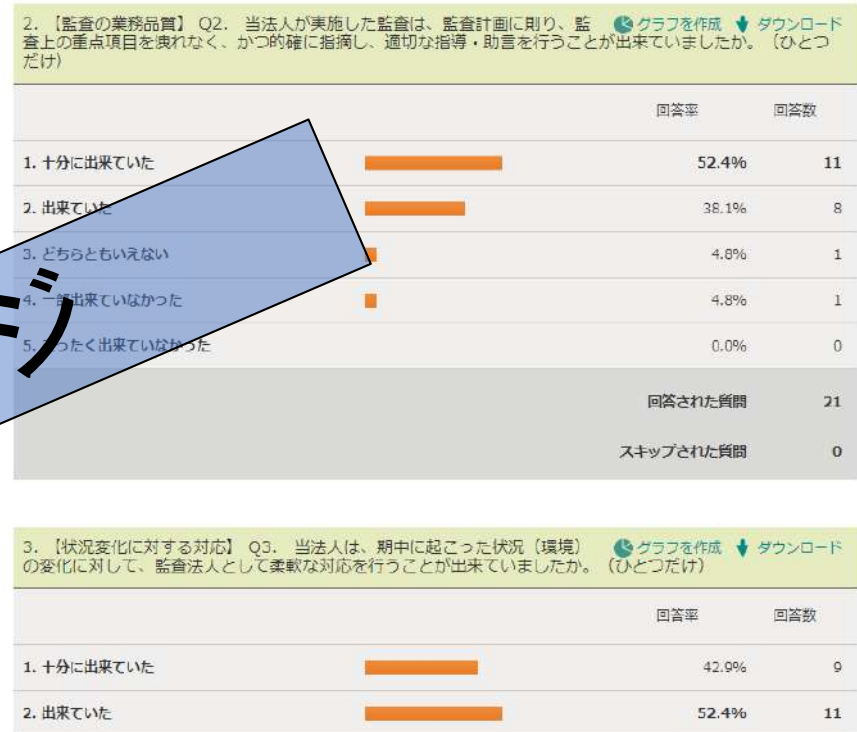 2. 【監査の業務品質】 Q2. 当法人が実施した監査は、監査計画に則り、監
グラフを作成 ダウンロード
査上の重点項目を洩れなく、かつ的確に指摘し、適切な指導・助言を行うことが出来ていましたか。（ひとつ
だけ)
回答率 回答数
1. 十分に出来ていた 52.4% 11
2. 出来ていた 38.1% 8
3. どちらともいえない 4.8% 1
4. 一部出来ていなかった 4.8% 1
5. まったく出来ていなかった 0.0% 0
ジ
回答された質問 21
スキップされた質問 0
3. 【状況変化に対する対応】 Q3. 当法人は、期中に起こった状況（環境）
グラフを作成 ダウンロード
の変化に対して、監査法人として柔軟な対応を行うことが出来ていましたか。（ひとつだけ）
回答率 回答数
1. 十分に出来ていた 42.9% 9
2. 出来ていた 52.4% 11